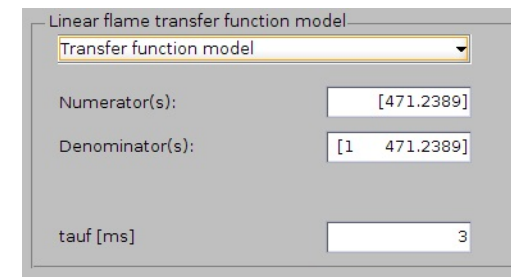 Linear flame transfer function model
Transfer function model
Numerator(s): [471.2389]
Denominator(s): [1 471.2389]
tauf [ms] 3